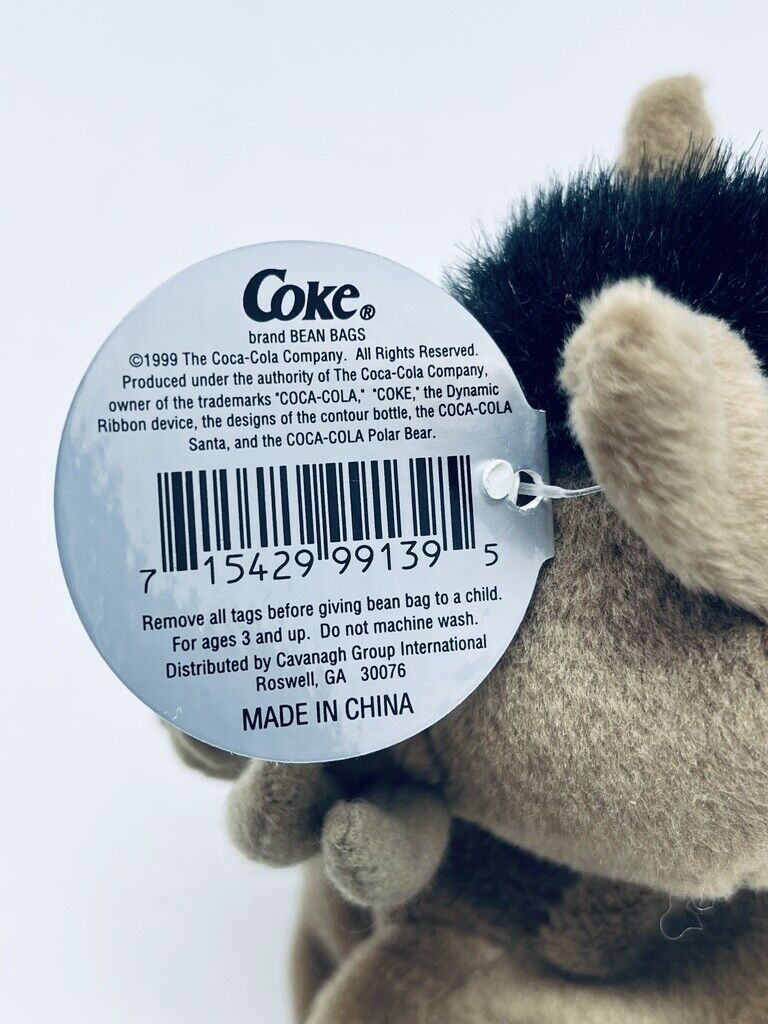 Coke®
brand BEAN BAGS
©1999 The Coca-Cola Company. All Rights Reserved.
Produced under the authority of The Coca-Cola Company,
owner of the trademarks "COCA-COLA," "COKE," the Dynamic
Ribbon device, the designs of the contour bottle, the COCA-COLA
Santa, and the COCA-COLA Polar Bear.
7 15429 99139 5
Remove all tags before giving bean bag to a child.
For ages 3 and up. Do not machine wash.
Distributed by Cavanagh Group International
Roswell, GA 30076
MADE IN CHINA